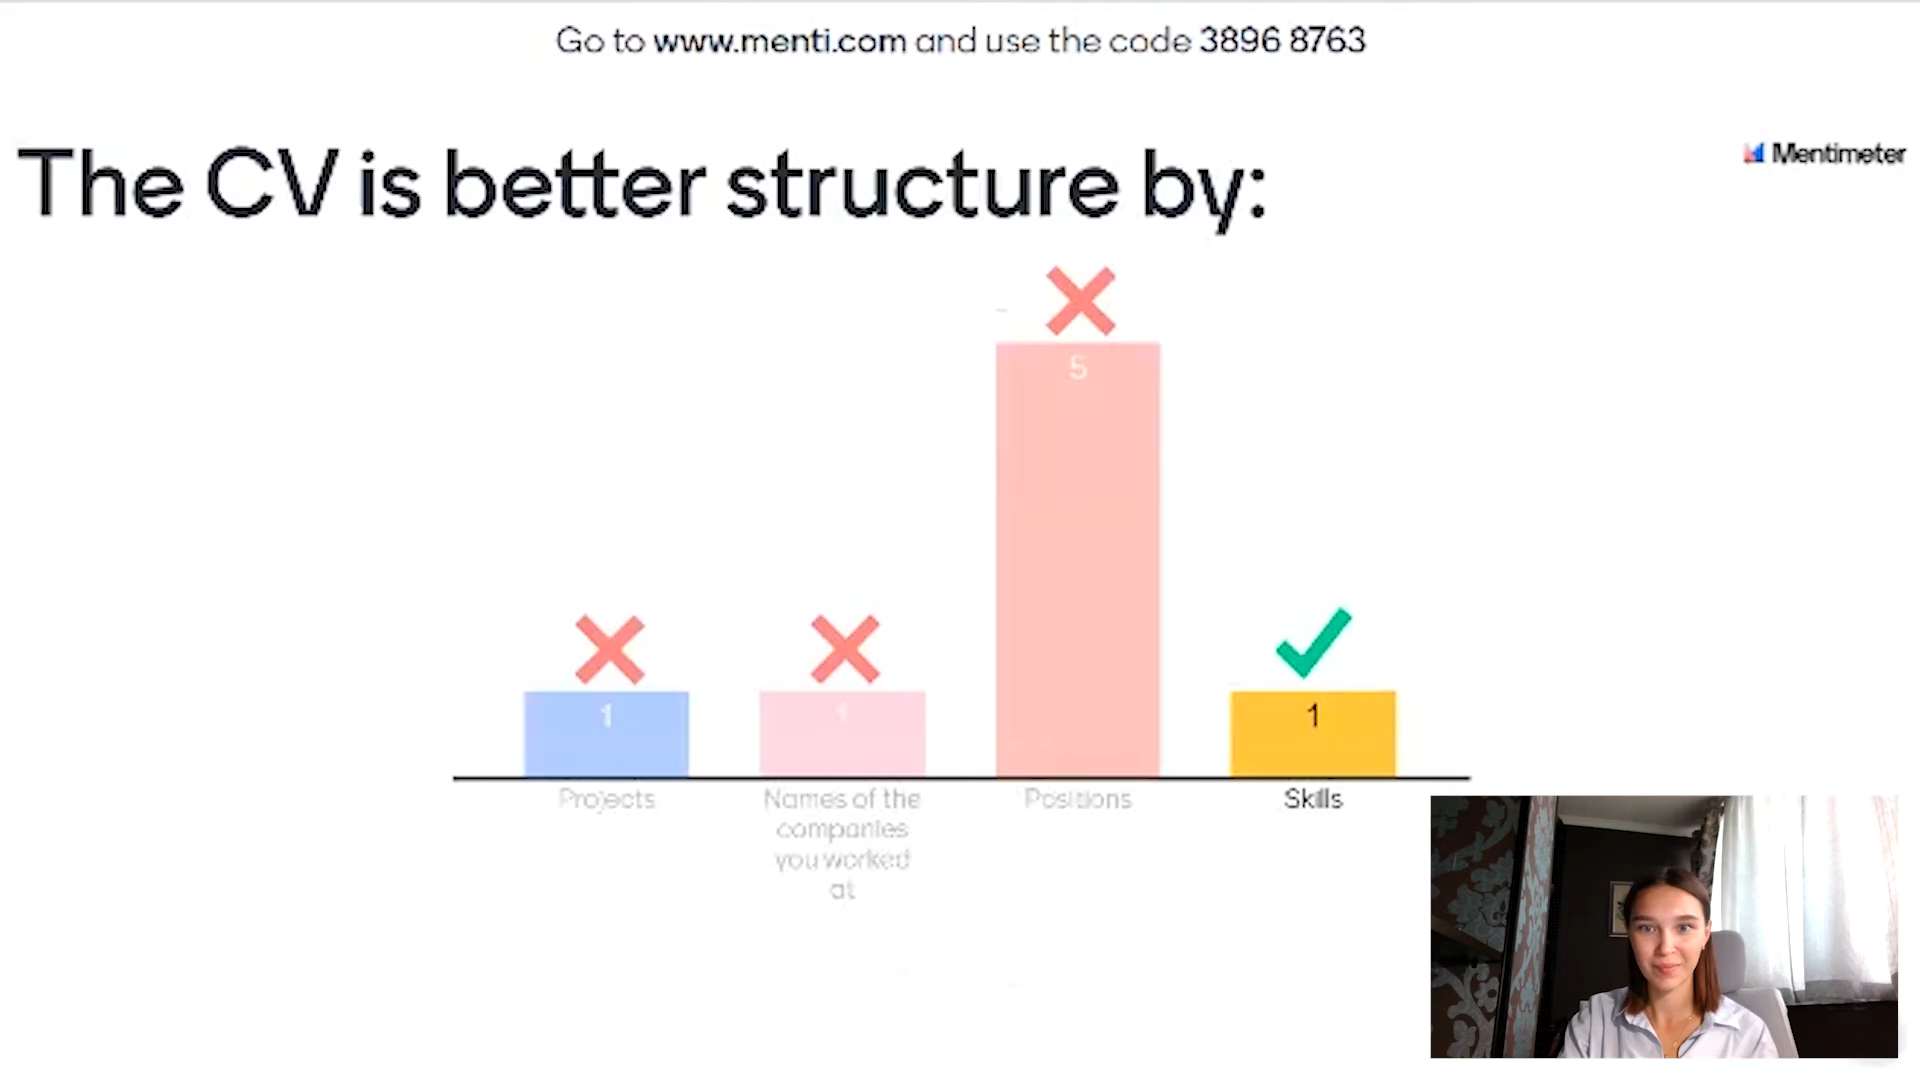 Go to www.menti.com and use the code 3896 8763
The CV is better structure by:
Mentimeter
5
1
1
1
Projects
Names of the
companies
you worked
at
Positions
Skills